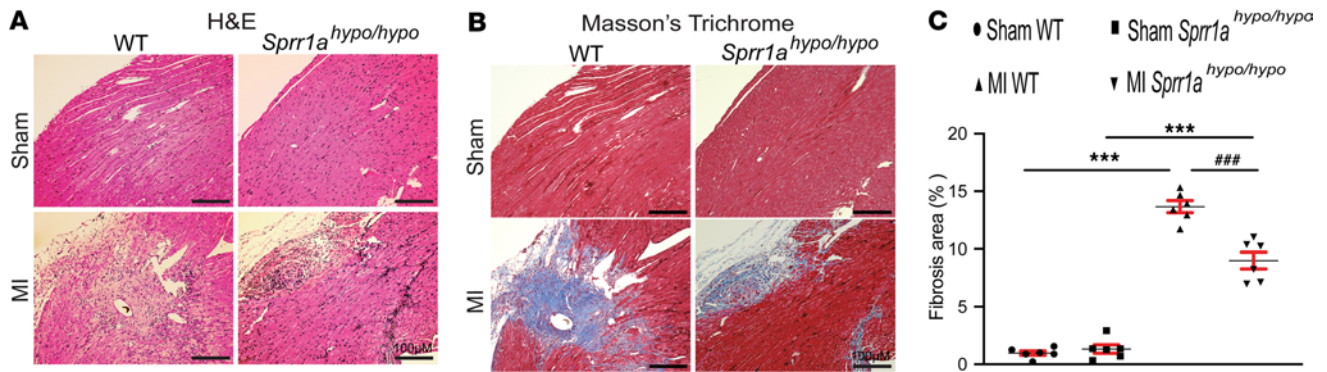 A
H&E
WT
Sprr1a hypo/hypo
Sham
MI
100µM
B
Masson's Trichrome
WT
Sprr1a hypo/hypo
Sham
MI
100µM
C
Sham WT
Sham Sprr1a hypo/hypo
MI WT
MI Sprr1a hypo/hypo
Fibrosis area (% )
20
15
10
5
0
***
***
###